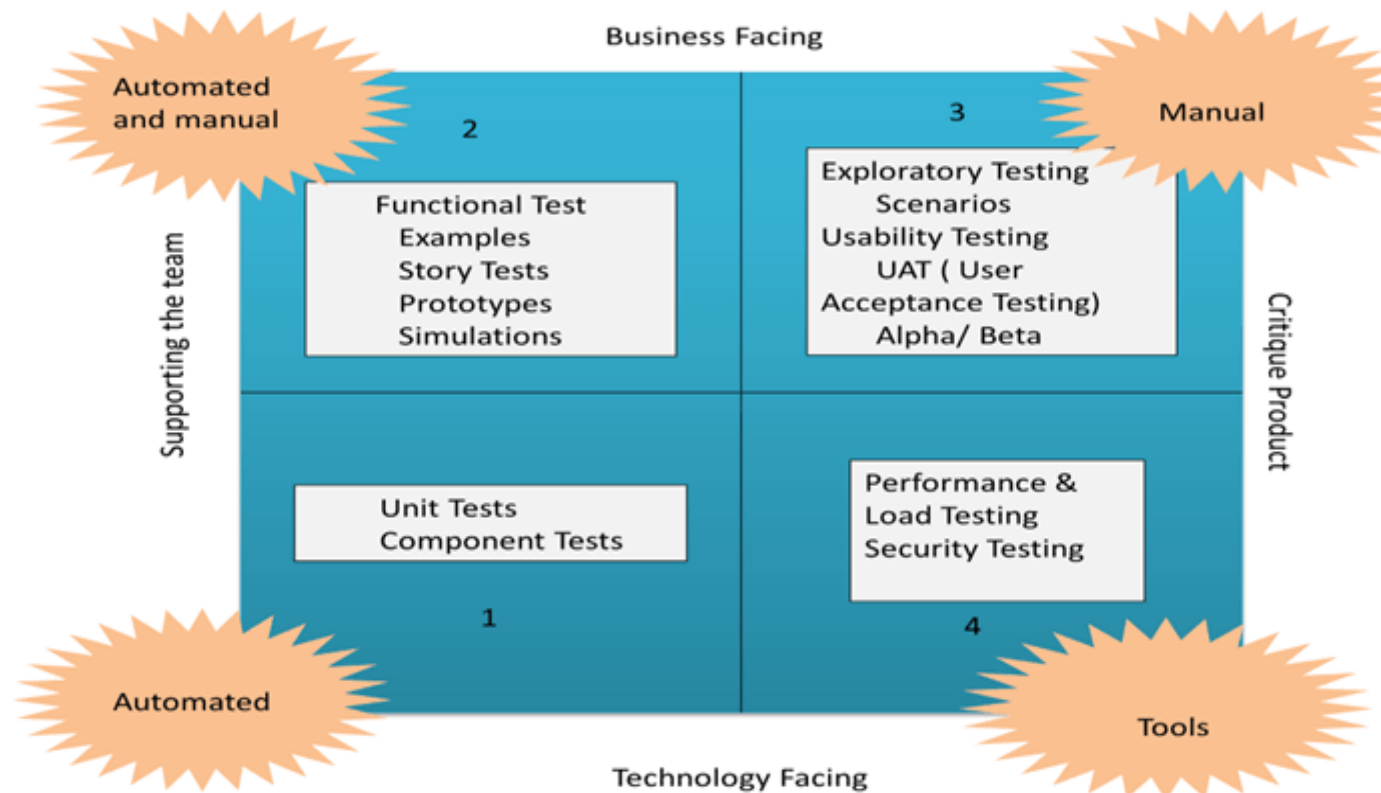 Business Facing
Automated
and manual
2
3
Manual
Functional Test
Examples
Story Tests
Prototypes
Simulations
Exploratory Testing
Scenarios
Usability Testing
UAT ( User
Acceptance Testing)
Alpha/ Beta
Supporting the team
Critique Product
Unit Tests
Component Tests
1
Performance &
Load Testing
Security Testing
4
Automated
Tools
Technology Facing